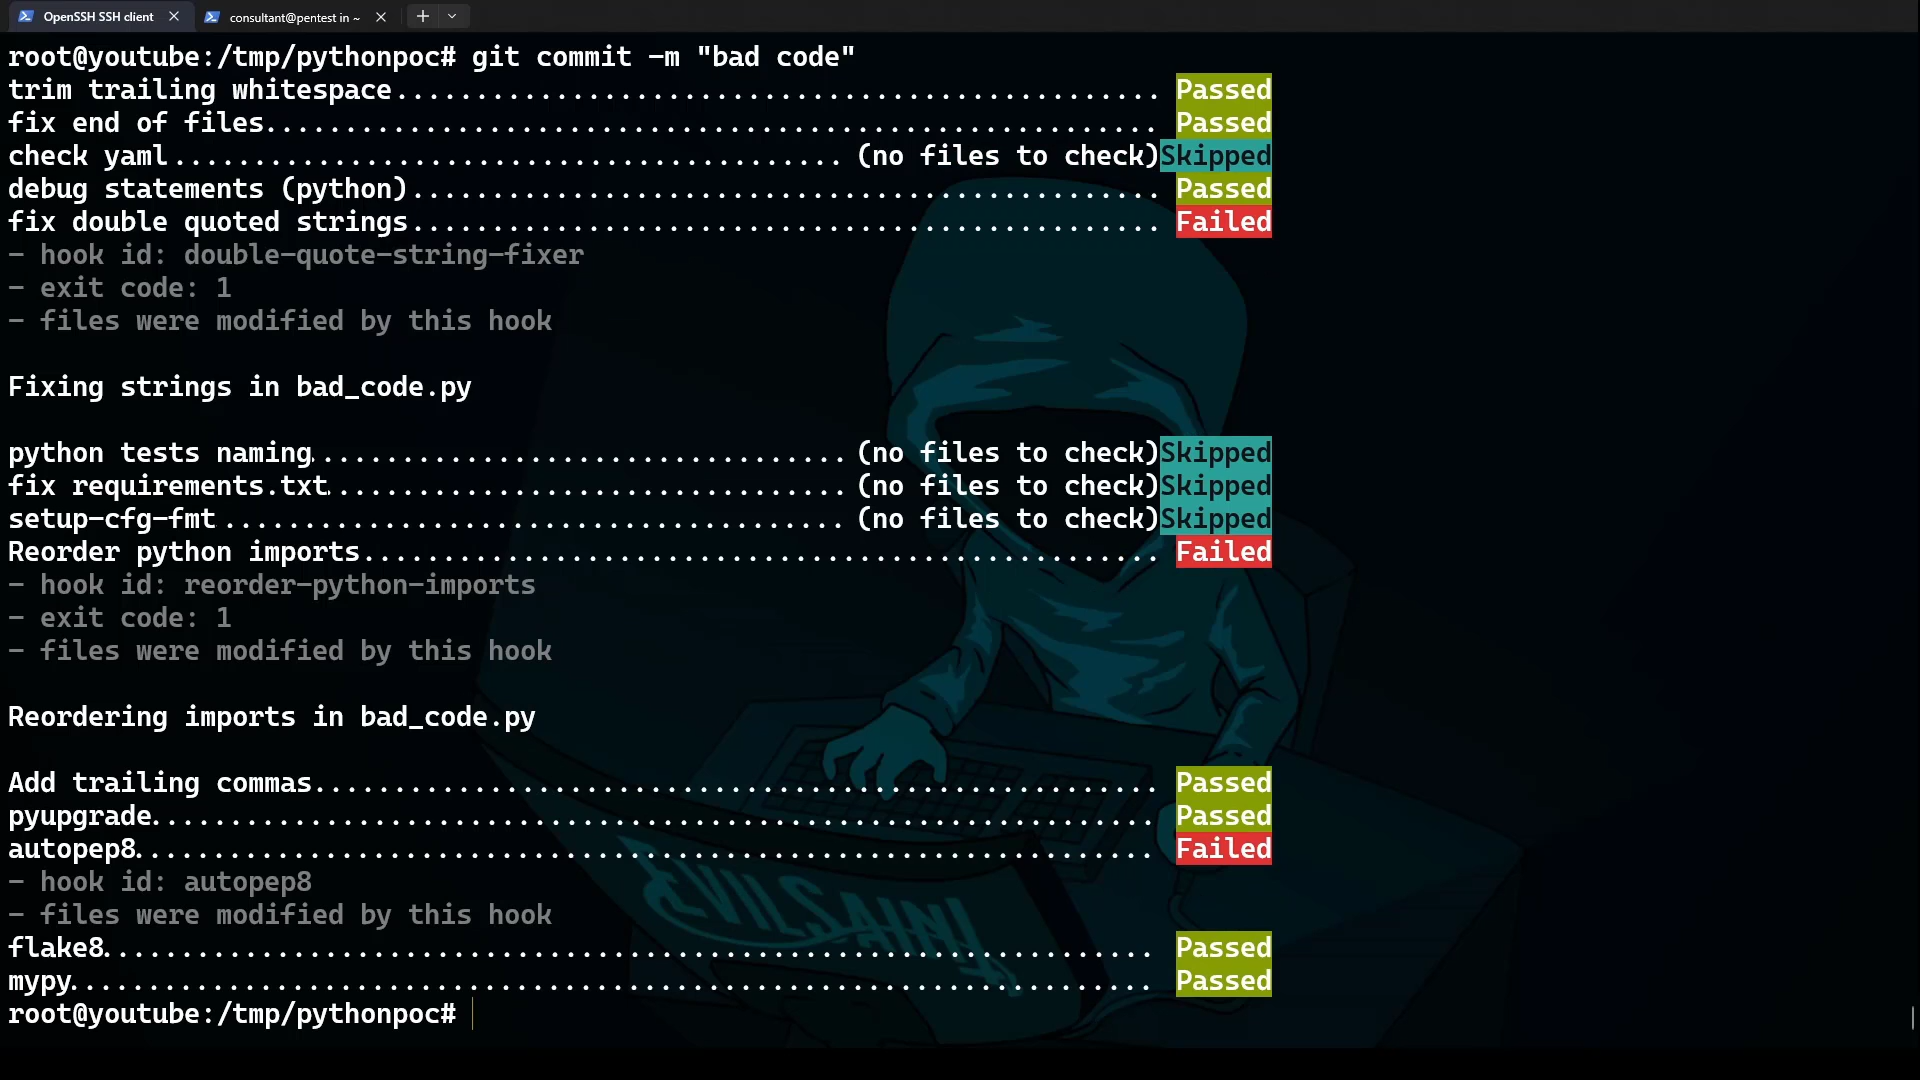 OpenSSH SSH client
consultant@pentest in ~
root@youtube:/tmp/pythonpoc# git commit -m "bad code"
trim trailing whitespace................................................Passed
fix end of files........................................................Passed
check yaml..........................................(no files to check)Skipped
debug statements (python)...............................................Passed
fix double quoted strings...............................................Failed
- hook id: double-quote-string-fixer
- exit code: 1
- files were modified by this hook
Fixing strings in bad_code.py
python tests naming.................................(no files to check)Skipped
fix requirements.txt................................(no files to check)Skipped
setup-cfg-fmt.......................................(no files to check)Skipped
Reorder python imports..................................................Failed
- hook id: reorder-python-imports
- exit code: 1
- files were modified by this hook
Reordering imports in bad_code.py
Add trailing commas.....................................................Passed
pyupgrade...............................................................Passed
autopep8................................................................Failed
- hook id: autopep8
- files were modified by this hook
flake8..................................................................Passed
mypy....................................................................Passed
root@youtube:/tmp/pythonpoc#
EVILSAINI